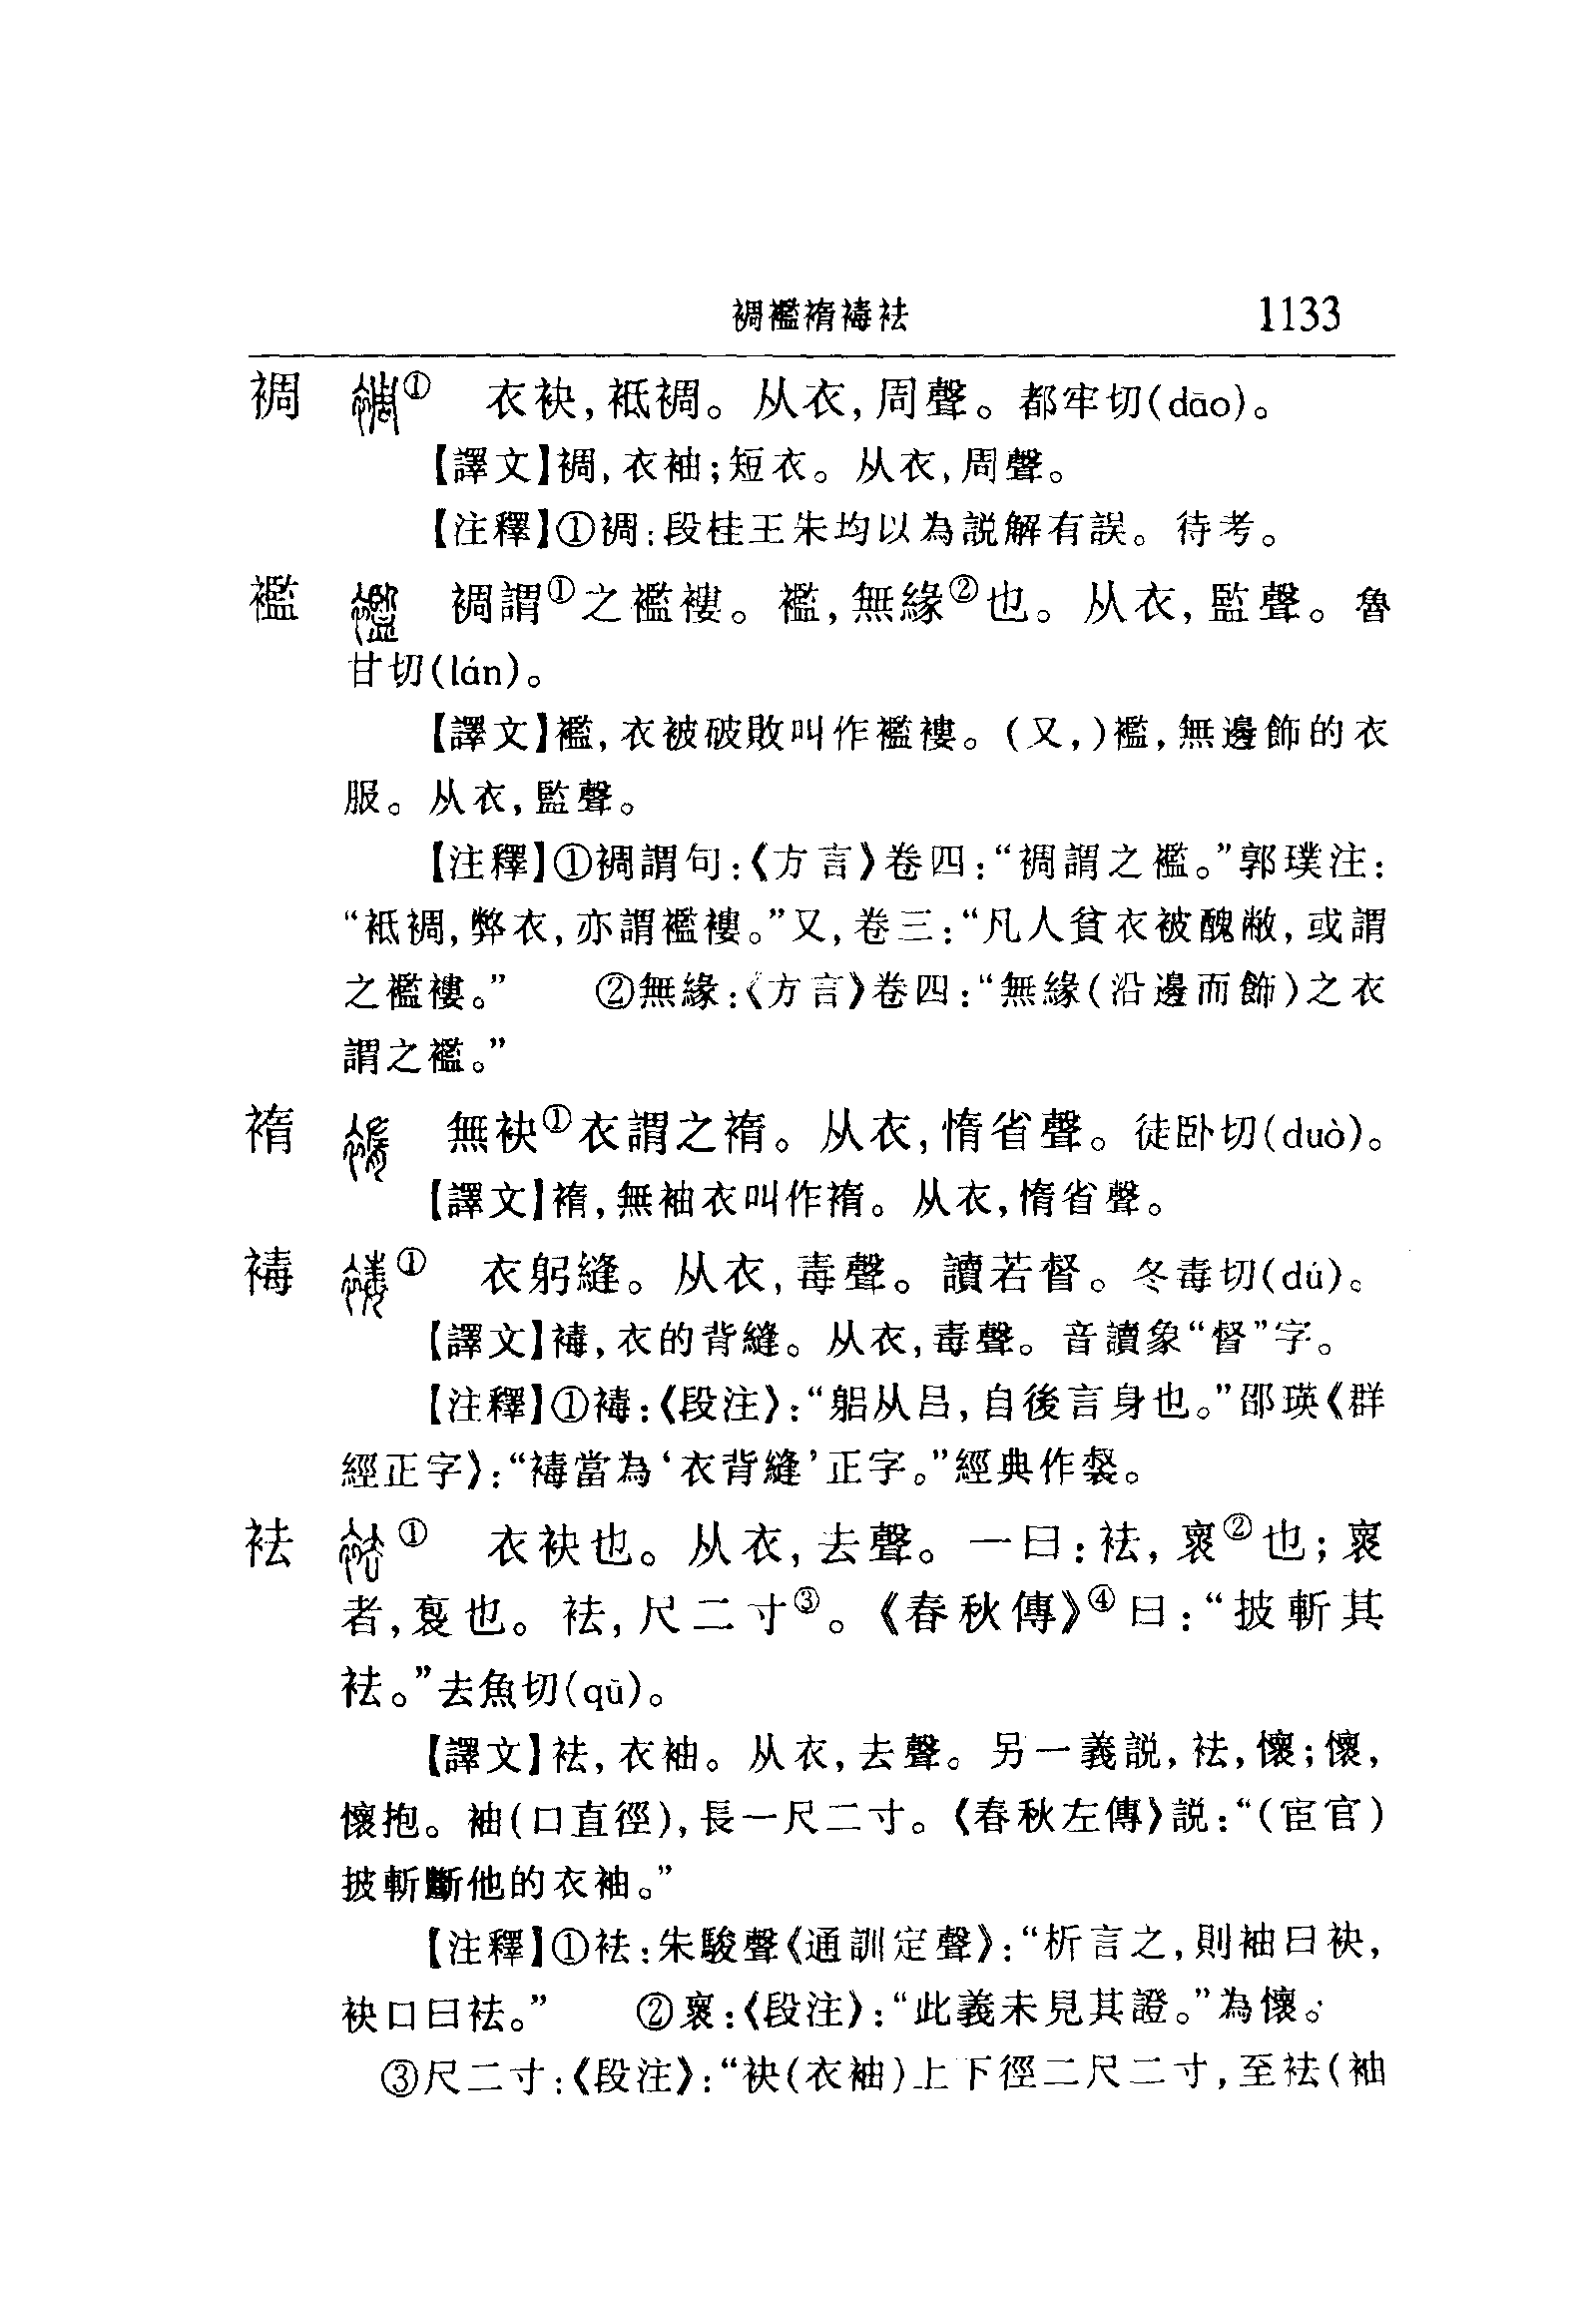 裯襤褍𧝴袪 1133
裯 ① 衣袂，袛裯。从衣，周聲。都牢切(dāo)。
【譯文】裯，衣袖；短衣。从衣，周聲。
【注釋】①裯：段桂王朱均以為説解有誤。待考。
襤 裯謂①之襤褸。襤，無緣②也。从衣，監聲。魯
甘切(lán)。
【譯文】襤，衣被破敗叫作襤褸。(又，)襤，無邊飾的衣
服。从衣，監聲。
【注釋】①裯謂句：《方言》卷四：“裯謂之襤。”郭璞注：
“袛裯，弊衣，亦謂襤褸。”又，卷三：“凡人貧衣被醜敝，或謂
之襤褸。” ②無緣：《方言》卷四：“無緣(沿邊而飾)之衣
謂之襤。”
䙐 無袂①衣謂之䙐。从衣，惰省聲。徒卧切(duò)。
【譯文】䙐，無袖衣叫作䙐。从衣，惰省聲。
䙱 ① 衣躬縫。从衣，毒聲。讀若督。冬毒切(dú)。
【譯文】䙱，衣的背縫。从衣，毒聲。音讀象“督”字。
【注釋】①䙱：《段注》：“躳从吕，自後言身也。”邵瑛《群
經正字》：“䙱當為‘衣背縫’正字。”經典作裻。
袪 ① 衣袂也。从衣，去聲。一曰：袪，褱②也；褱
者，袌也。袪，尺二寸③。《春秋傳》④曰：“披斬其
袪。”去魚切(qū)。
【譯文】袪，衣袖。从衣，去聲。另一義説，袪，懷；懷，
懷抱。袖(口直徑)，長一尺二寸。《春秋左傳》説：“(宦官)
披斬斷他的衣袖。”
【注釋】①袪：朱駿聲《通訓定聲》：“析言之，則袖曰袂，
袂口曰袪。” ②褱：《段注》：“此義未見其證。”為懷。
③尺二寸：《段注》：“袂(衣袖)上下徑二尺二寸，至袪(袖